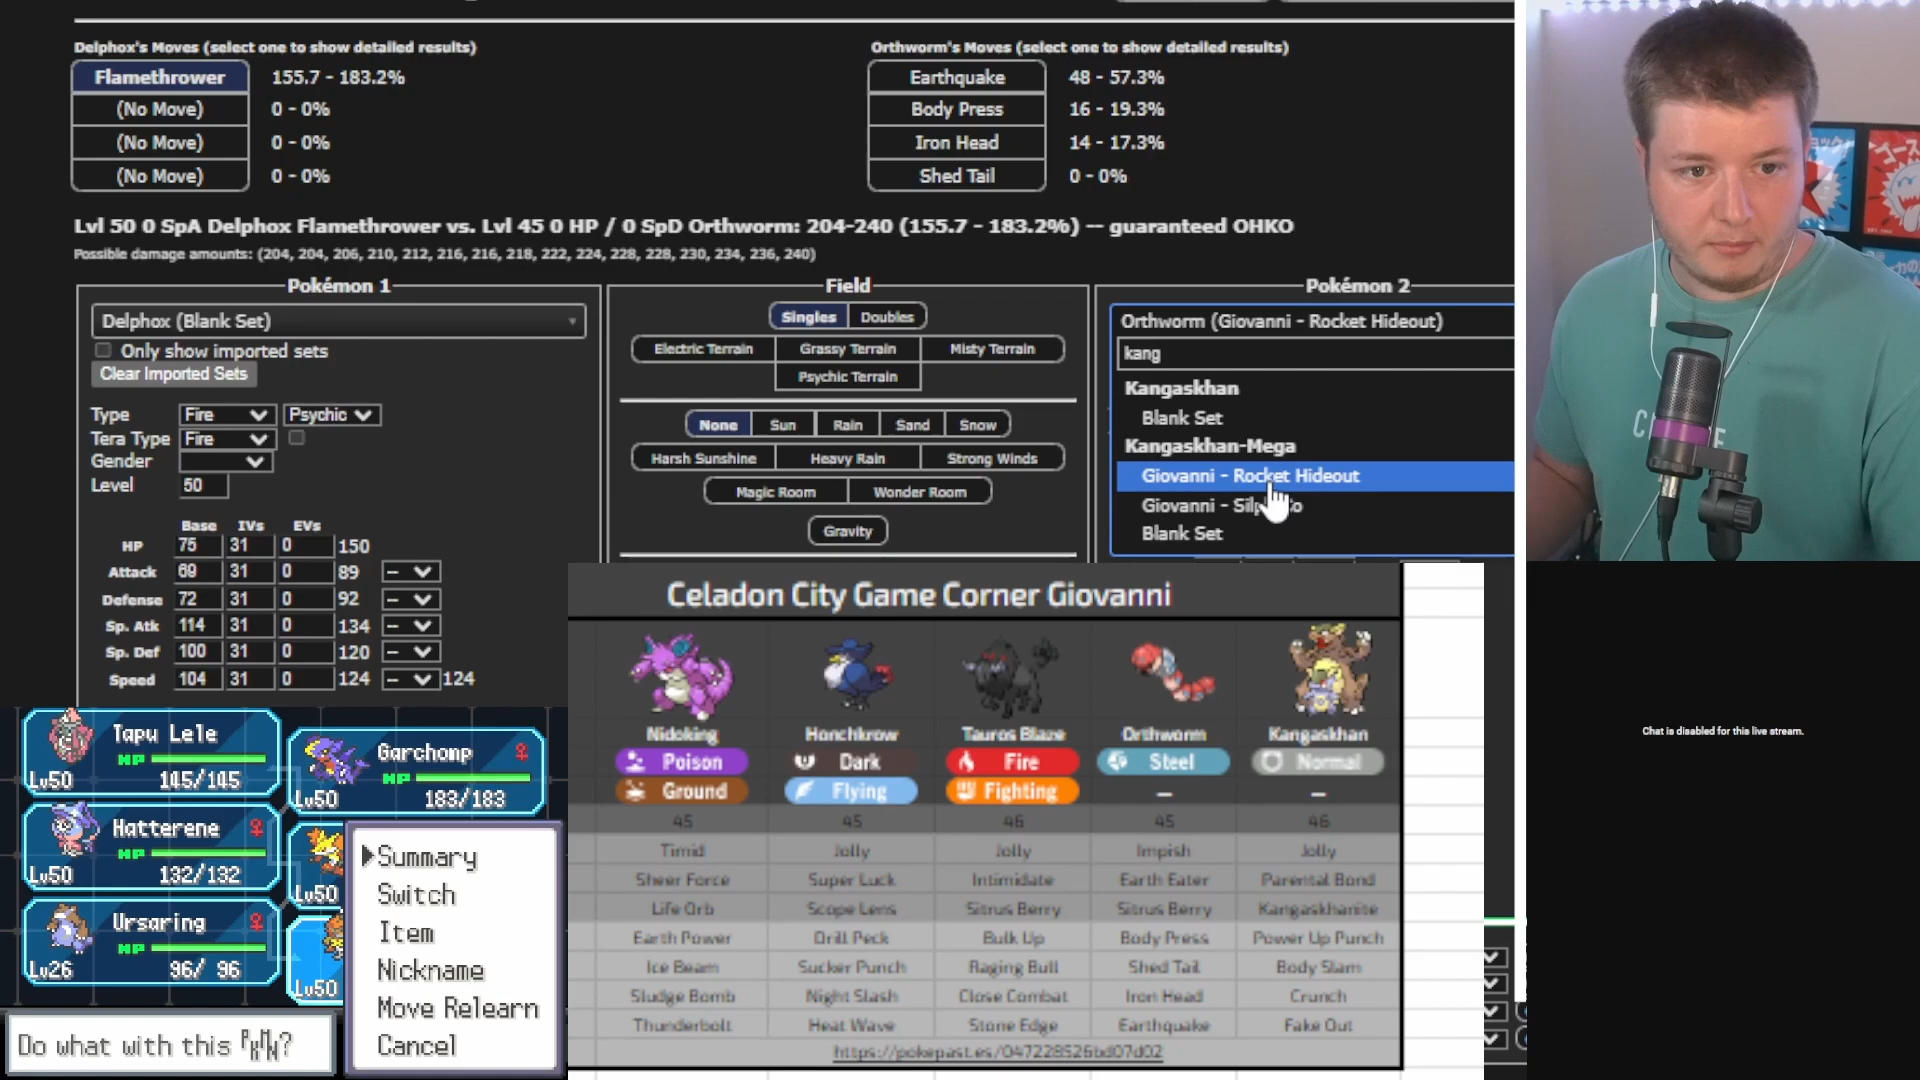 Delphox's Moves (select one to show detailed results)
Flamethrower 155.7 - 183.2%
(No Move) 0 - 0%
(No Move) 0 - 0%
(No Move) 0 - 0%
Orthworm's Moves (select one to show detailed results)
Earthquake 48 - 57.3%
Body Press 16 - 19.3%
Iron Head 14 - 17.3%
Shed Tail 0 - 0%
Lvl 50 0 SpA Delphox Flamethrower vs. Lvl 45 0 HP / 0 SpD Orthworm: 204-240 (155.7 - 183.2%) -- guaranteed OHKO
Possible damage amounts: (204, 204, 206, 210, 212, 216, 216, 218, 222, 224, 228, 228, 230, 234, 236, 240)
Pokémon 1
Delphox (Blank Set)
Only show imported sets
Clear Imported Sets
Type Fire Psychic
Tera Type Fire
Gender
Level 50
Base IVs EVs
HP 75 31 0 150
Attack 69 31 0 89 --
Defense 72 31 0 92 --
Sp. Atk 114 31 0 134 --
Sp. Def 100 31 0 120 --
Speed 104 31 0 124 -- 124
Field
Singles Doubles
Electric Terrain Grassy Terrain Misty Terrain
Psychic Terrain
None Sun Rain Sand Snow
Harsh Sunshine Heavy Rain Strong Winds
Magic Room Wonder Room
Gravity
Pokémon 2
Orthworm (Giovanni - Rocket Hideout)
kang
Kangaskhan
Blank Set
Kangaskhan-Mega
Giovanni - Rocket Hideout
Giovanni -
Blank Set
Tapu Lele
HP
Lv50 145/145
Garchomp ♀
HP
Lv50 183/183
Hatterene ♀
HP
Lv50 132/132
Lv50
Ursaring ♀
HP
Lv26 96/ 96
Lv50
Summary
Switch
Item
Nickname
Move Relearn
Cancel
Do what with this PKMN?
Celadon City Game Corner Giovanni
Nidoking Honchkrow Tauros Blaze Orthworm Kangaskhan
Poison Dark Fire Steel Normal
Ground Flying Fighting — —
45 45 46 45 46
Timid Jolly Jolly Impish Jolly
Sheer Force Super Luck Intimidate Earth Eater Parental Bond
Life Orb Scope Lens Sitrus Berry Sitrus Berry Kangaskhanite
Earth Power Drill Peck Bulk Up Body Press Power Up Punch
Ice Beam Sucker Punch Raging Bull Shed Tail Body Slam
Sludge Bomb Night Slash Close Combat Iron Head Crunch
Thunderbolt Heat Wave Stone Edge Earthquake Fake Out
https://pokepast.es/047228526bd07d02
Chat is disabled for this live stream.